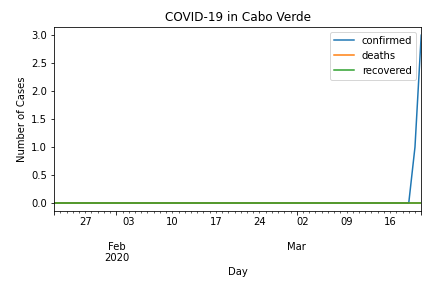 COVID-19 in Cabo Verde
confirmed
deaths
recovered
Number of Cases
3.0
2.5
2.0
1.5
1.0
0.5
0.0
27 03 10 17 24 02 09 16
Feb Mar
2020
Day